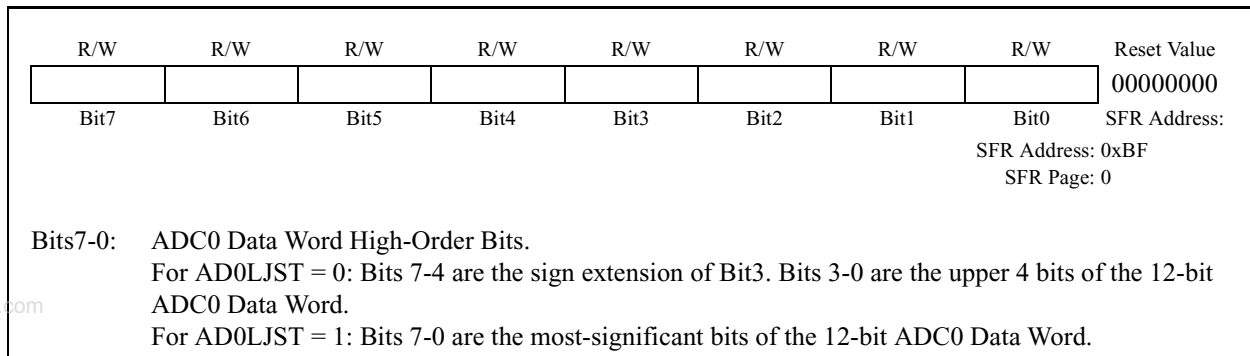 R/W R/W R/W R/W R/W R/W R/W R/W Reset Value
00000000
Bit7 Bit6 Bit5 Bit4 Bit3 Bit2 Bit1 Bit0 SFR Address:
SFR Address: 0xBF
SFR Page: 0
Bits7-0: ADC0 Data Word High-Order Bits.
For AD0LJST = 0: Bits 7-4 are the sign extension of Bit3. Bits 3-0 are the upper 4 bits of the 12-bit
.com ADC0 Data Word.
For AD0LJST = 1: Bits 7-0 are the most-significant bits of the 12-bit ADC0 Data Word.